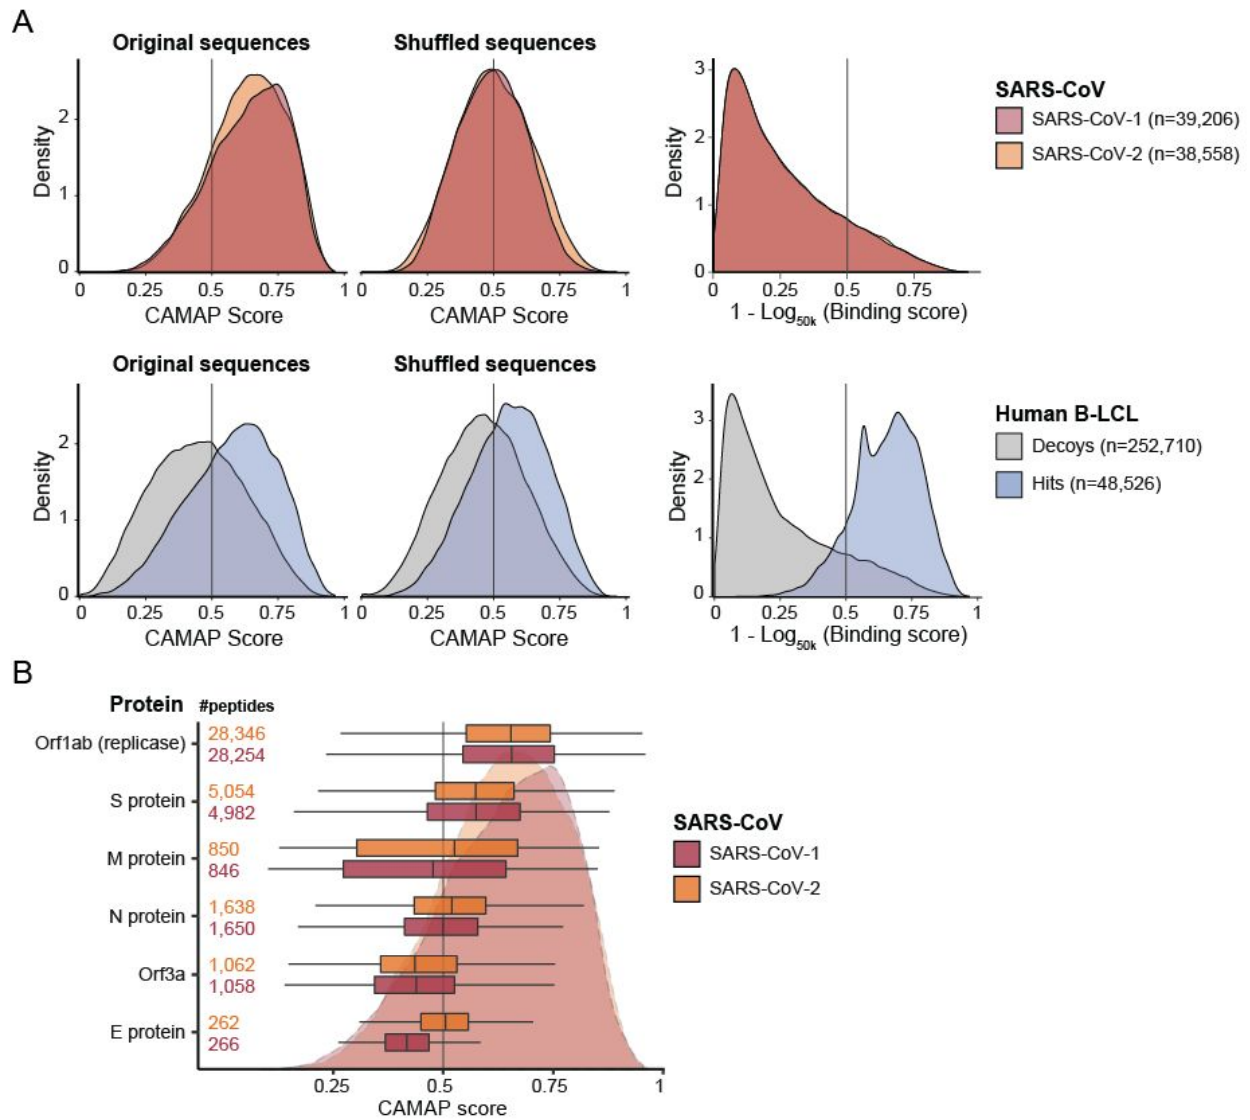 A
Original sequences
Shuffled sequences
Density
2
1
0
0 0.25 0.5 0.75 1
CAMAP Score
0 0.25 0.5 0.75 1
CAMAP Score
Density
3
2
1
0
0 0.25 0.5 0.75
1 - Log50k (Binding score)
SARS-CoV
SARS-CoV-1 (n=39,206)
SARS-CoV-2 (n=38,558)
Original sequences
Shuffled sequences
Density
2
1
0
0 0.25 0.5 0.75 1
CAMAP Score
0 0.25 0.5 0.75 1
CAMAP Score
Density
3
2
1
0
0 0.25 0.5 0.75 1
1 - Log50k (Binding score)
Human B-LCL
Decoys (n=252,710)
Hits (n=48,526)
B
Protein #peptides
Orf1ab (replicase)
28,346
28,254
S protein
5,054
4,982
M protein
850
846
N protein
1,638
1,650
Orf3a
1,062
1,058
E protein
262
266
0.25 0.5 0.75 1
CAMAP score
SARS-CoV
SARS-CoV-1
SARS-CoV-2